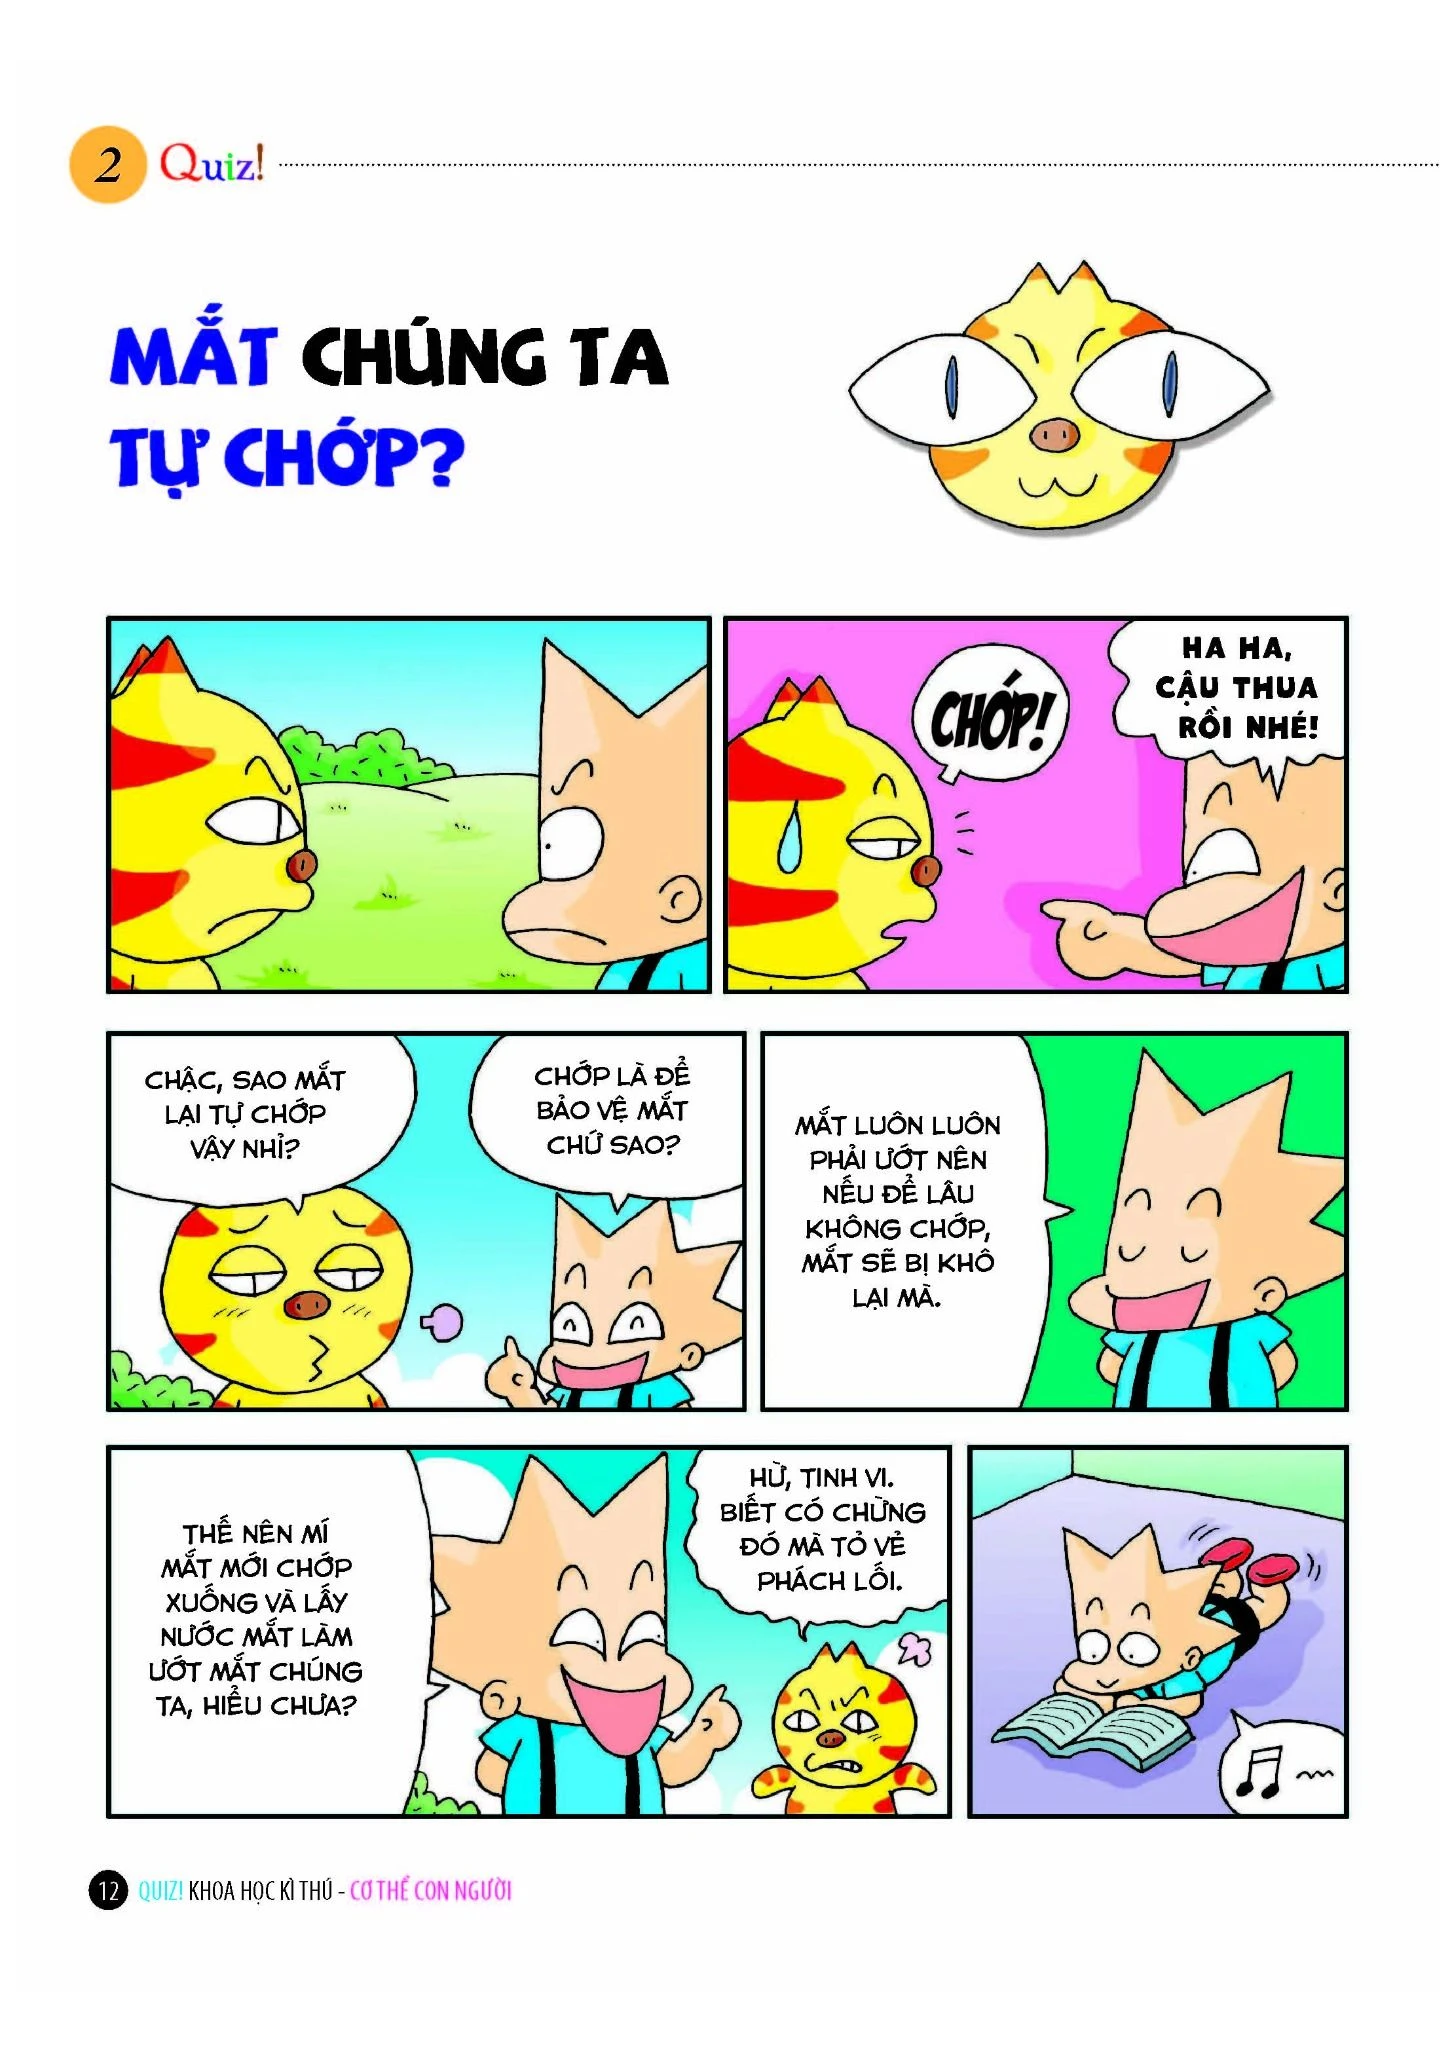 2 Quiz!
MẮT CHÚNG TA
TỰ CHỚP?
CHỚP!
HA HA,
CẬU THUA
RỒI NHÉ!
CHẬC, SAO MẮT
LẠI TỰ CHỚP
VẬY NHỈ?
CHỚP LÀ ĐỂ
BẢO VỆ MẮT
CHỨ SAO?
MẮT LUÔN LUÔN
PHẢI ƯỚT NÊN
NẾU ĐỂ LÂU
KHÔNG CHỚP,
MẮT SẼ BỊ KHÔ
LẠI MÀ.
THẾ NÊN MÍ
MẮT MỚI CHỚP
XUỐNG VÀ LẤY
NƯỚC MẮT LÀM
ƯỚT MẮT CHÚNG
TA, HIỂU CHƯA?
HỪ, TINH VI.
BIẾT CÓ CHỪNG
ĐÓ MÀ TỎ VẺ
PHÁCH LỐI.
12 QUIZ! KHOA HỌC KÌ THÚ - CƠ THỂ CON NGƯỜI